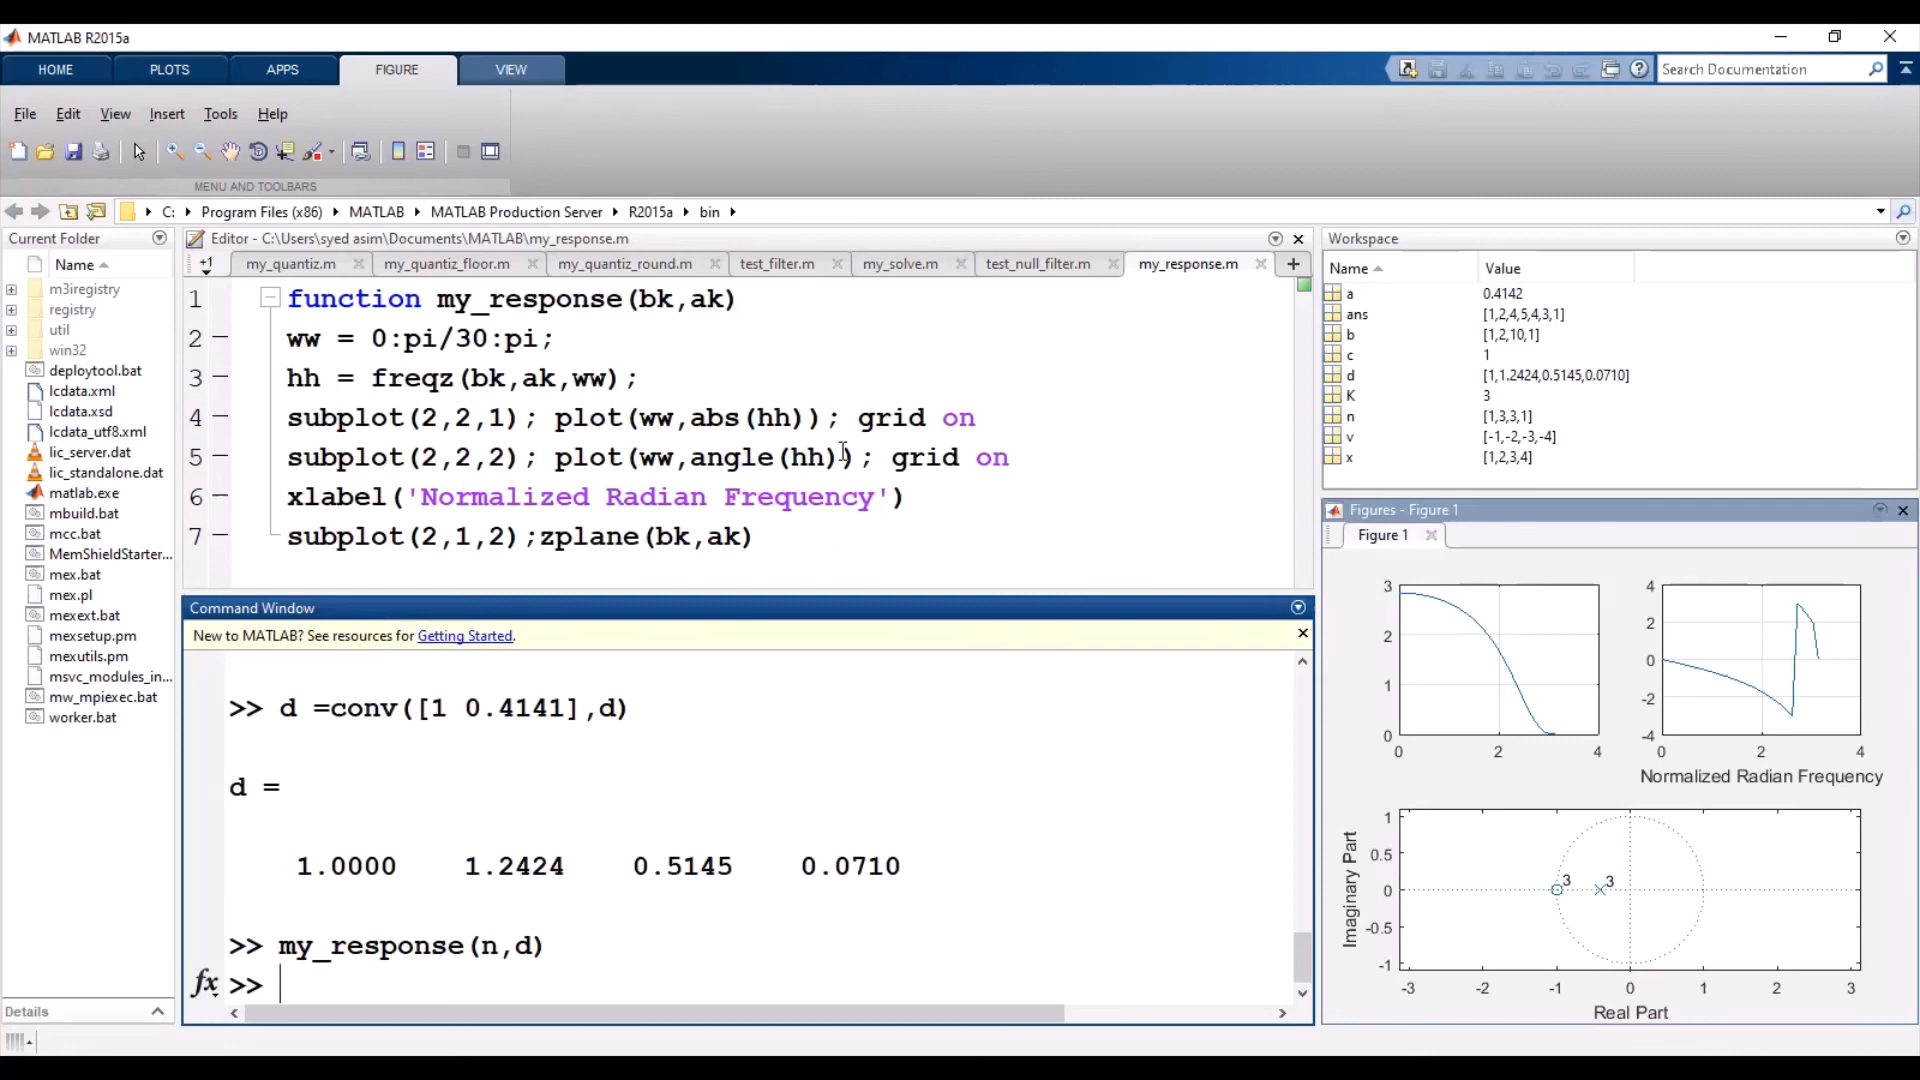 MATLAB R2015a
HOME PLOTS APPS FIGURE VIEW
Search Documentation
File Edit View Insert Tools Help
MENU AND TOOLBARS
C: Program Files (x86) MATLAB MATLAB Production Server R2015a bin
Current Folder
Name
m3iregistry
registry
util
win32
deploytool.bat
lcdata.xml
lcdata.xsd
lcdata_utf8.xml
lic_server.dat
lic_standalone.dat
matlab.exe
mbuild.bat
mcc.bat
MemShieldStarter...
mex.bat
mex.pl
mexext.bat
mexsetup.pm
mexutils.pm
msvc_modules_in...
mw_mpiexec.bat
worker.bat
Details
Editor - C:\Users\syed asim\Documents\MATLAB\my_response.m
+1 my_quantiz.m my_quantiz_floor.m my_quantiz_round.m test_filter.m my_solve.m test_null_filter.m my_response.m
1 function my_response(bk,ak)
2 ww = 0:pi/30:pi;
3 hh = freqz(bk,ak,ww);
4 subplot(2,2,1); plot(ww,abs(hh)); grid on
5 subplot(2,2,2); plot(ww,angle(hh)); grid on
6 xlabel('Normalized Radian Frequency')
7 subplot(2,1,2);zplane(bk,ak)
Command Window
New to MATLAB? See resources for Getting Started.
>> d =conv([1 0.4141],d)
d =
1.0000 1.2424 0.5145 0.0710
>> my_response(n,d)
fx >>
Workspace
Name Value
a 0.4142
ans [1,2,4,5,4,3,1]
b [1,2,10,1]
c 1
d [1,1.2424,0.5145,0.0710]
K 3
n [1,3,3,1]
v [-1,-2,-3,-4]
x [1,2,3,4]
Figures - Figure 1
Figure 1
3
2
1
0
0 2 4
4
2
0
-2
-4
0 2 4
Normalized Radian Frequency
Imaginary Part
1
0.5
0
-0.5
-1
3 3
-3 -2 -1 0 1 2 3
Real Part